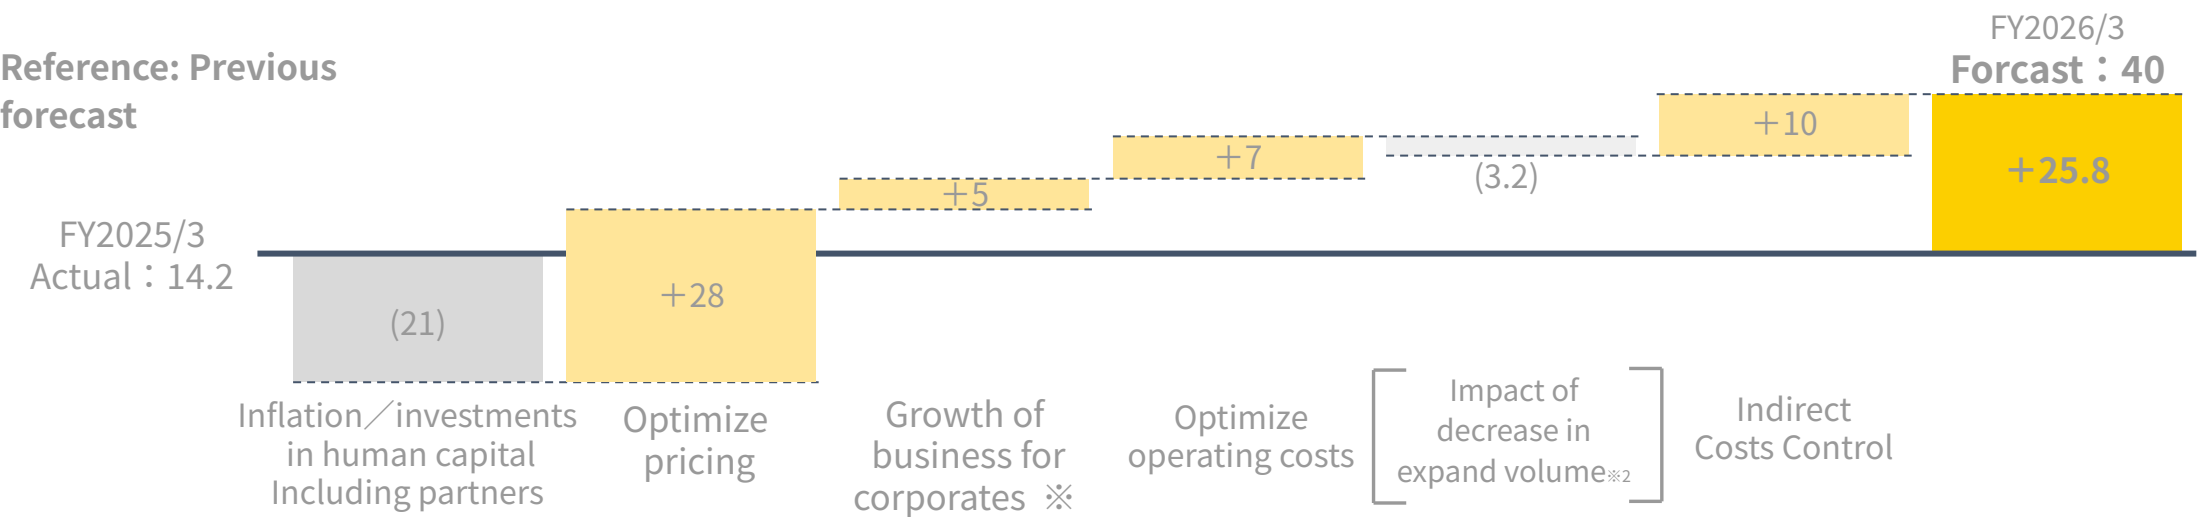 Reference: Previous
forecast
FY2026/3
Forcast：40
FY2025/3
Actual：14.2
(21)
＋28
＋5
＋7
(3.2)
＋10
＋25.8
Inflation／investments
in human capital
Including partners
Optimize
pricing
Growth of
business for
corporates ※
Optimize
operating costs
Impact of
decrease in
expand volume※2
Indirect
Costs Control